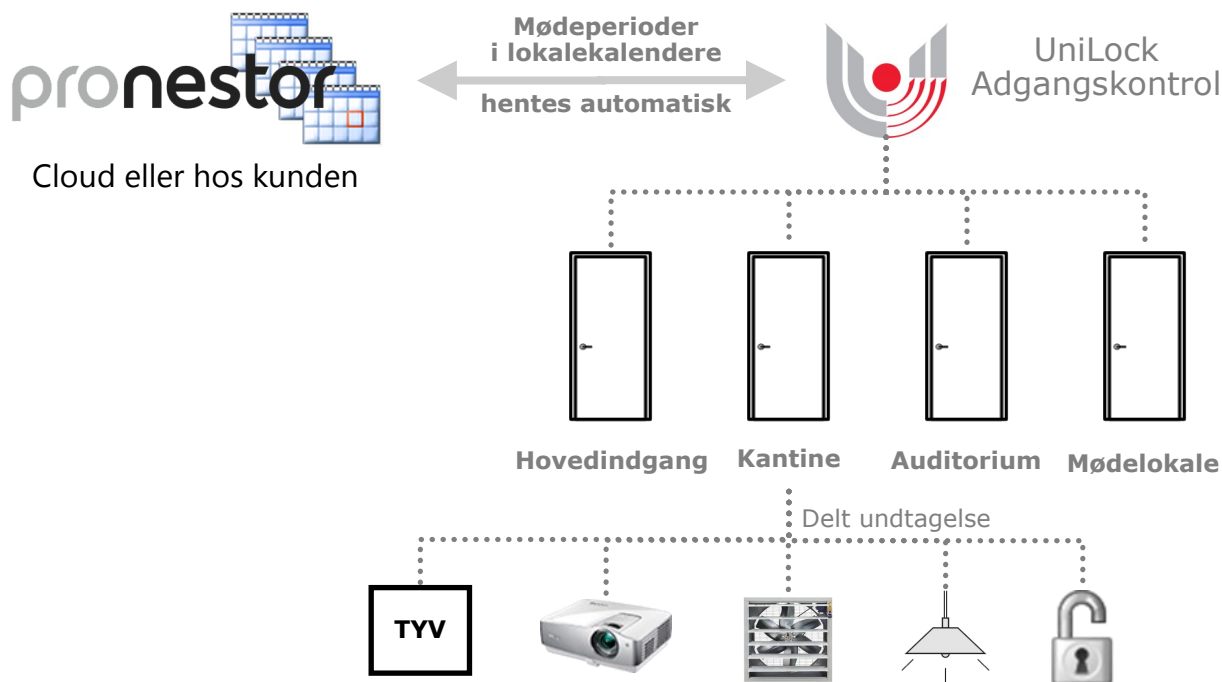 pronestor
Cloud eller hos kunden
Mødeperioder
i lokalekalendere
hentes automatisk
UniLock
Adgangskontrol
Hovedindgang
Kantine
Auditorium
Mødelokale
Delt undtagelse
TYV